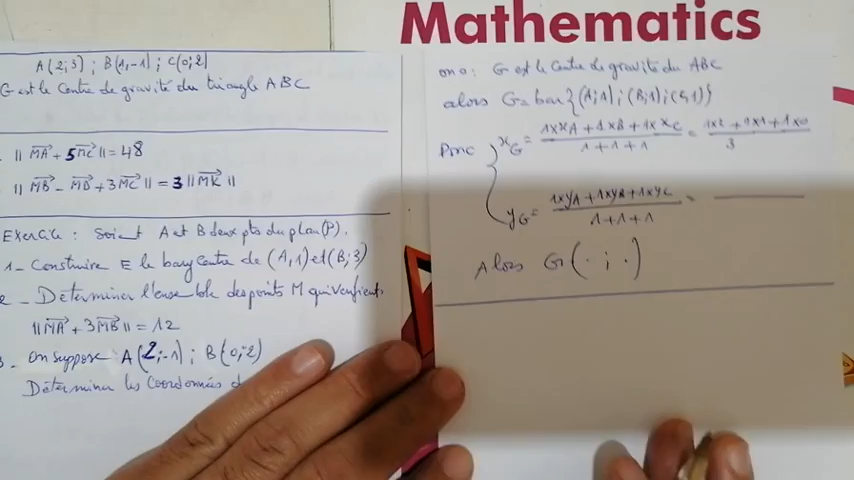 Mathematics
A(2;3) ; B(1,-1) ; C(0;2)
G est le Centre de gravité du triangle ABC
|| MA + 5MC || = 48
|| MB - MD + 3MC || = 3 || MK ||
Exercice : Soient A et B deux pts du plan (P).
1- Construire E le barycentre de (A,1) et (B;3)
2 - Déterminer l'ensemble des points M qui vérifient
|| MA + 3MB || = 12
3 - On suppose A(2;-1) ; B(0;-2)
Déterminer les Coordonnées d
on a : G est le Centre de gravité du ABC
alors G = bar{(A;1) ; (B,1) ; (C,1)}
Donc { xG = (1×xA + 1×xB + 1×xC)/(1+1+1) = (1×2 + 1×1 + 1×0)/3
yG = (1×yA + 1×yB + 1×yC)/(1+1+1) =
Alors G( . ; . )